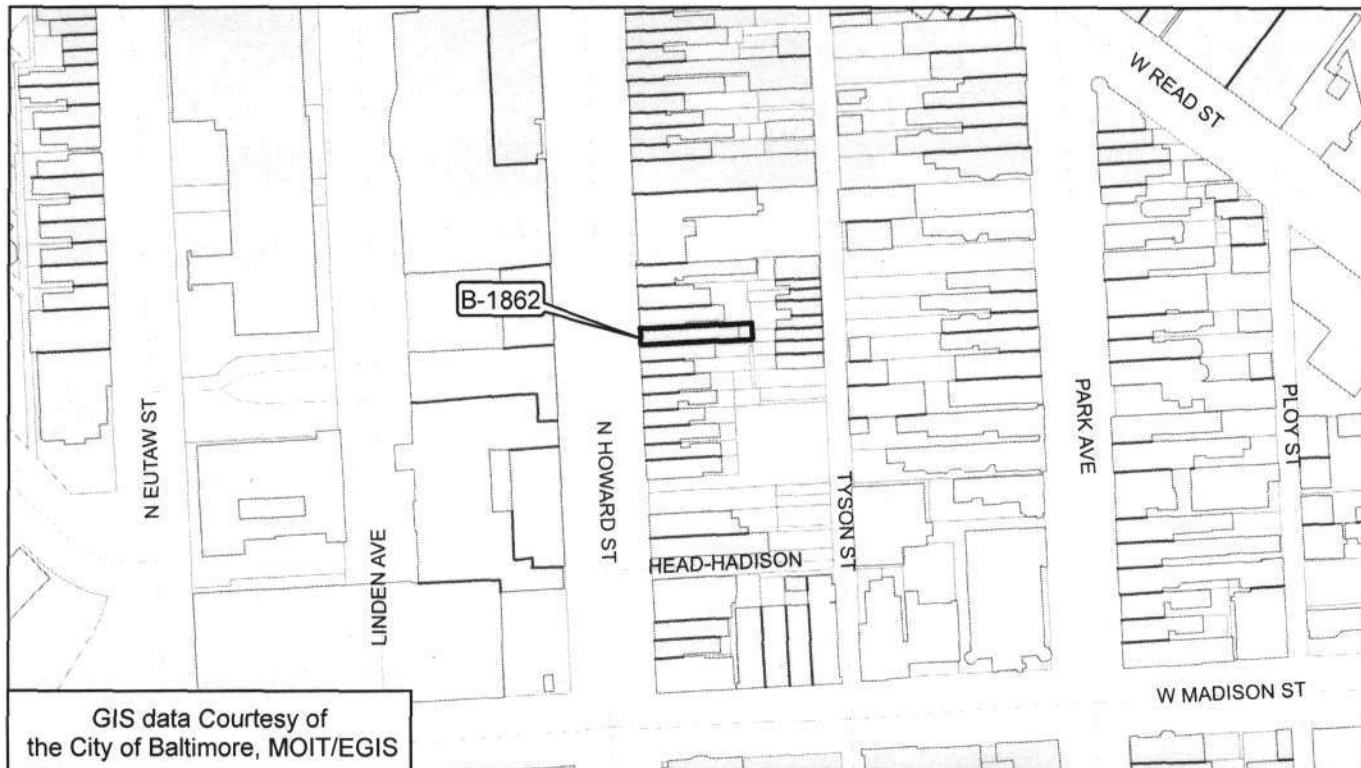 W READ ST
B-1862
N EUTAW ST
LINDEN AVE
N HOWARD ST
TYSON ST
PARK AVE
PLOY ST
HEAD-HADISON
W MADISON ST
GIS data Courtesy of
the City of Baltimore, MOIT/EGIS